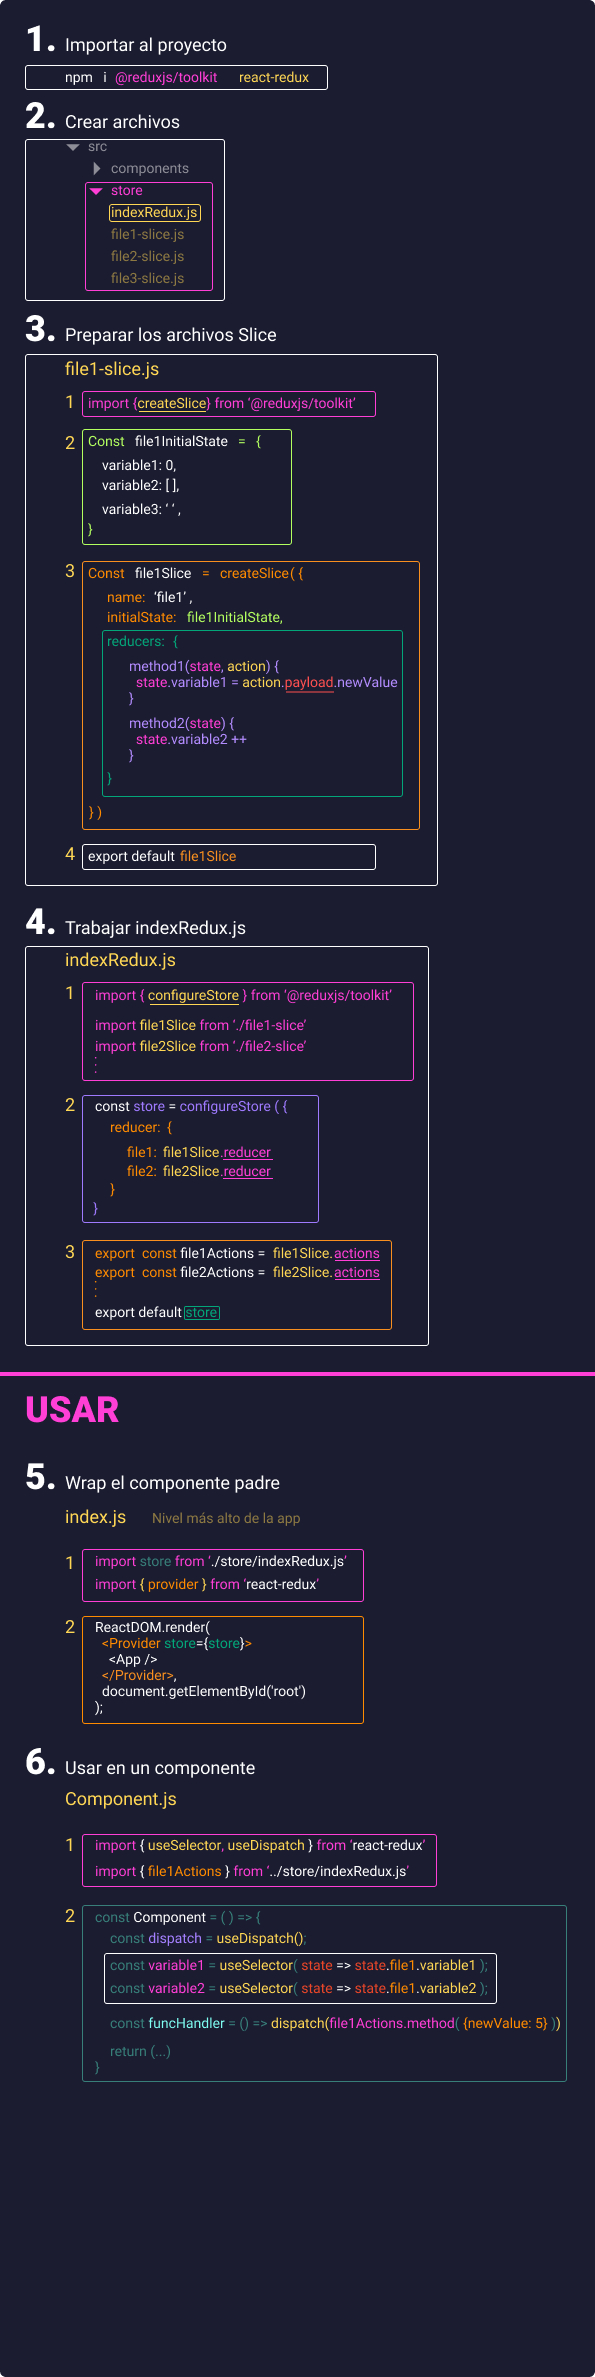 1. Importar al proyecto
npm i @reduxjs/toolkit react-redux
2. Crear archivos
src
components
store
indexRedux.js
file1-slice.js
file2-slice.js
file3-slice.js
3. Preparar los archivos Slice
file1-slice.js
1 import {createSlice} from ‘@reduxjs/toolkit’
2 Const file1InitialState = {
variable1: 0,
variable2: [ ],
variable3: ‘ ‘ ,
}
3 Const file1Slice = createSlice( {
name: ‘file1’ ,
initialState: file1InitialState,
reducers: {
method1(state, action) {
state.variable1 = action.payload.newValue
}
method2(state) {
state.variable2 ++
}
}
} )
4 export default file1Slice
4. Trabajar indexRedux.js
indexRedux.js
1 import { configureStore } from ‘@reduxjs/toolkit’
import file1Slice from ‘./file1-slice’
import file2Slice from ‘./file2-slice’
⋮
2 const store = configureStore ( {
reducer: {
file1: file1Slice.reducer
file2: file2Slice.reducer
}
}
3 export const file1Actions = file1Slice.actions
export const file2Actions = file2Slice.actions
⋮
export default store
USAR
5. Wrap el componente padre
index.js Nivel más alto de la app
1 import store from ‘./store/indexRedux.js’
import { provider } from ‘react-redux’
2 ReactDOM.render(
<Provider store={store}>
<App />
</Provider>,
document.getElementById('root')
);
6. Usar en un componente
Component.js
1 import { useSelector, useDispatch } from ‘react-redux’
import { file1Actions } from ‘../store/indexRedux.js’
2 const Component = ( ) => {
const dispatch = useDispatch();
const variable1 = useSelector( state => state.file1.variable1 );
const variable2 = useSelector( state => state.file1.variable2 );
const funcHandler = () => dispatch(file1Actions.method( {newValue: 5} ))
return (...)
}